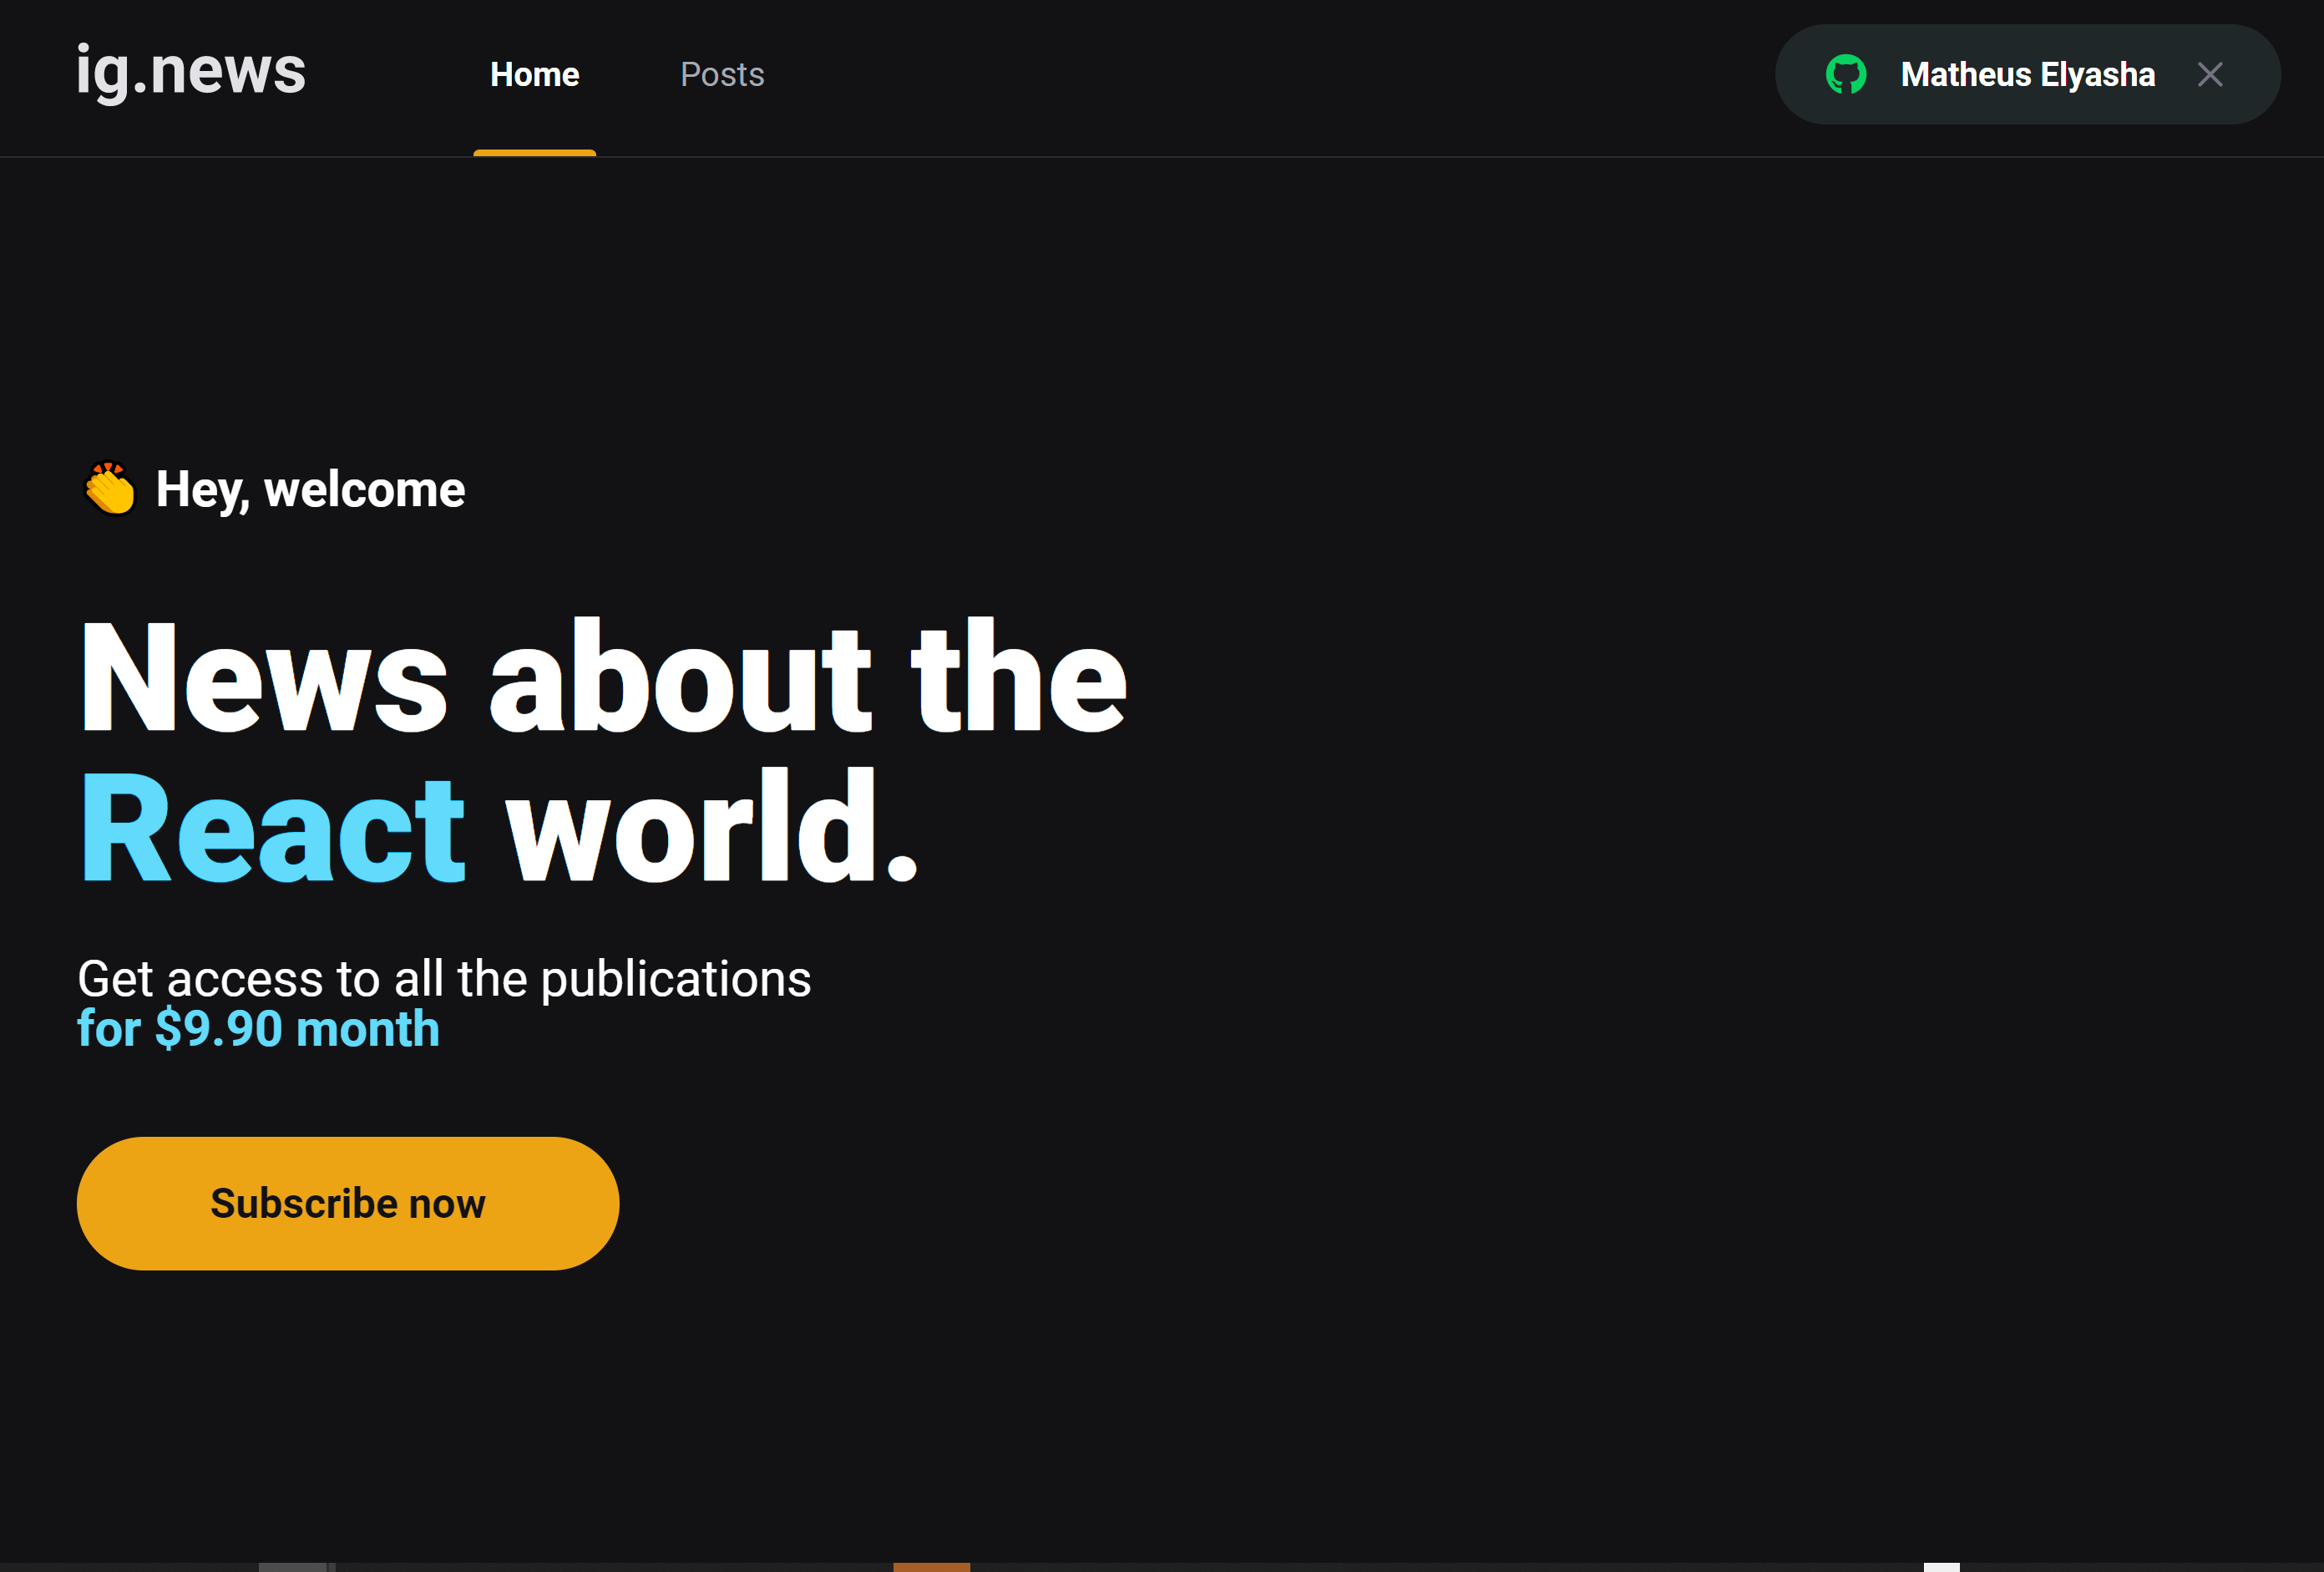 ig.news
Home
Posts
Matheus Elyasha
👏 Hey, welcome
News about the
React world.
Get access to all the publications
for $9.90 month
Subscribe now